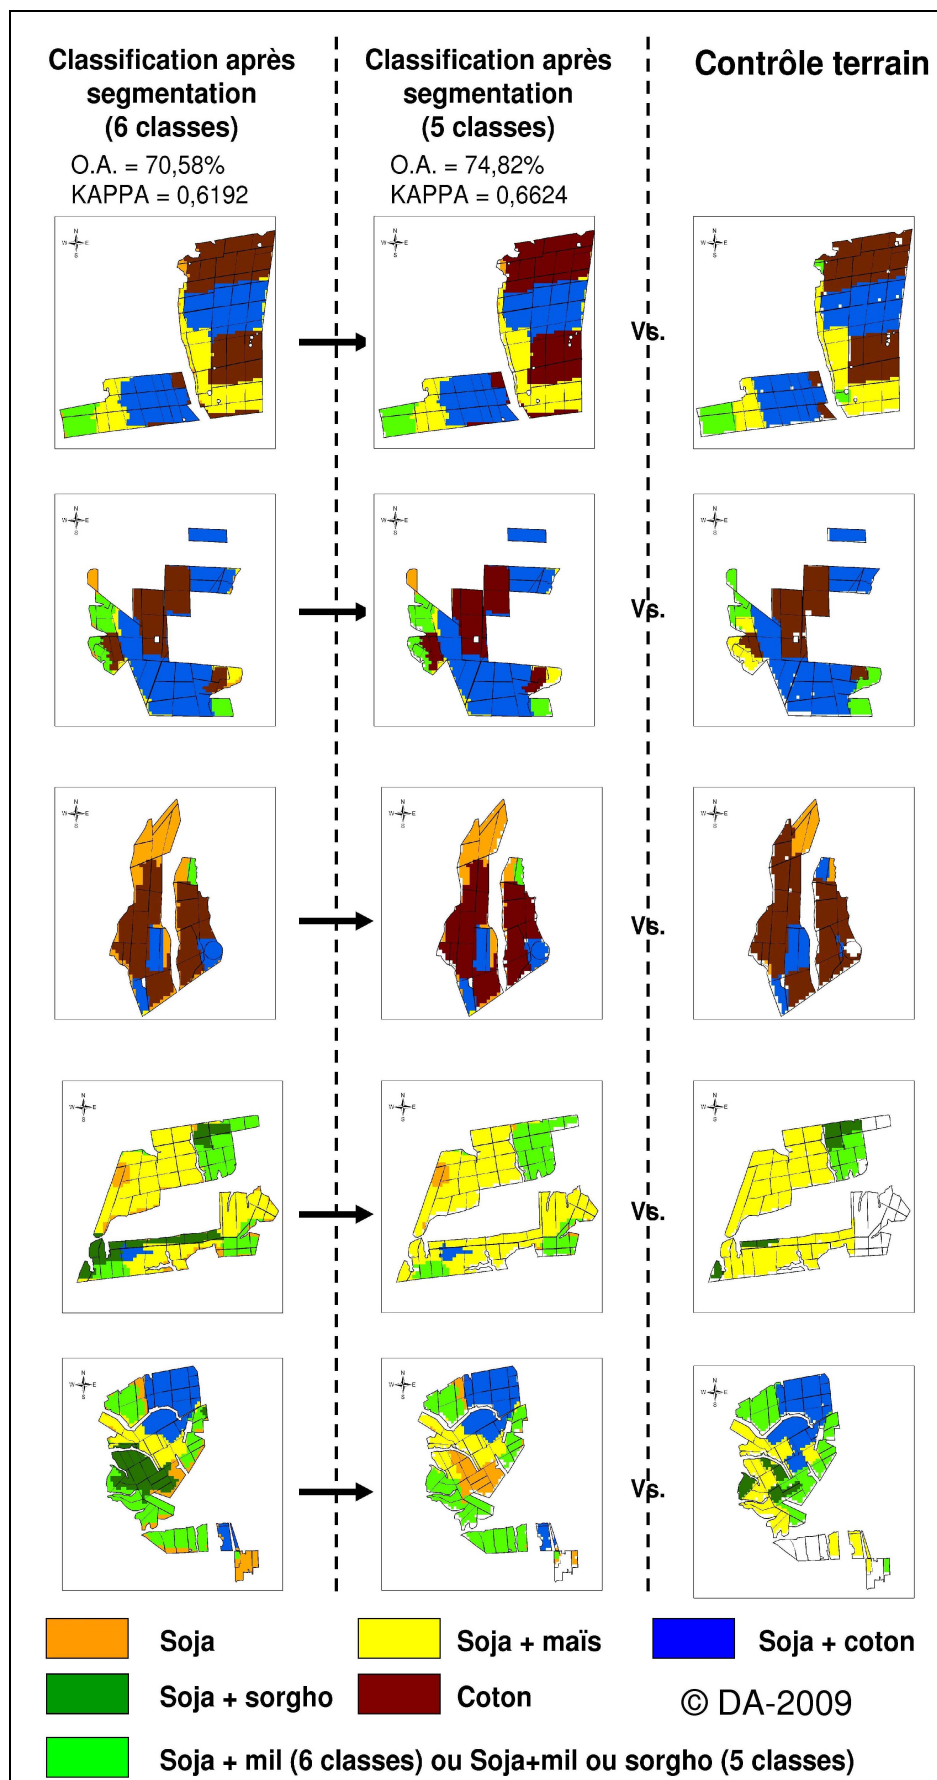 Classification après
segmentation
(6 classes)
O.A. = 70,58%
KAPPA = 0,6192
Classification après
segmentation
(5 classes)
O.A. = 74,82%
KAPPA = 0,6624
Contrôle terrain
N
W E
S
N
W E
S
Vs.
N
W E
S
N
W E
S
N
W E
S
Vs.
N
W E
S
N
W E
S
N
W E
S
Vs.
N
W E
S
N
W E
S
N
W E
S
Vs.
N
W E
S
N
W E
S
N
W E
S
Vs.
N
W E
S
Soja
Soja + maïs
Soja + coton
Soja + sorgho
Coton
© DA-2009
Soja + mil (6 classes) ou Soja+mil ou sorgho (5 classes)